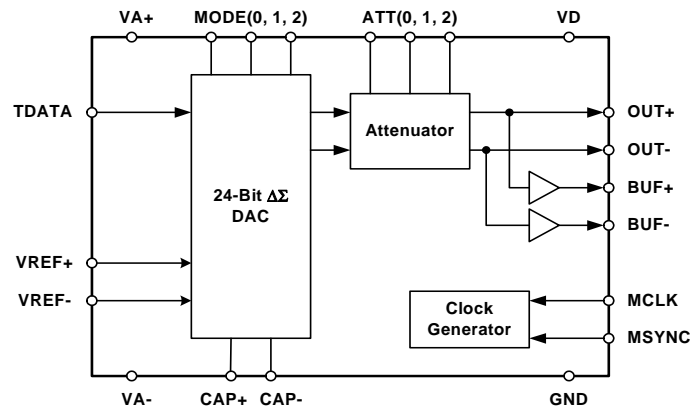 VA+ MODE(0, 1, 2) ATT(0, 1, 2) VD
TDATA
OUT+
Attenuator
OUT-
24-Bit ΔΣ
DAC
BUF+
BUF-
VREF+
VREF-
MCLK
Clock
Generator
MSYNC
VA- CAP+ CAP- GND